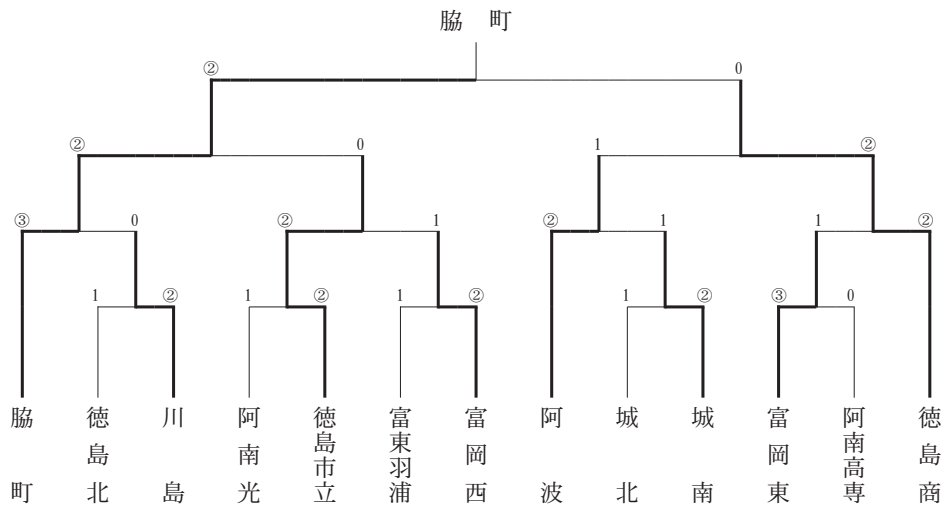 脇町
② 0
② 0 1 ②
③ 0 ② 1 ② 1 1 ②
1 ② 1 ② 1 ② 1 ② ③ 0
脇町
徳島北
川島
阿南光
徳島市立
富東羽浦
富岡西
阿波
城北
城南
富岡東
阿南高専
徳島商